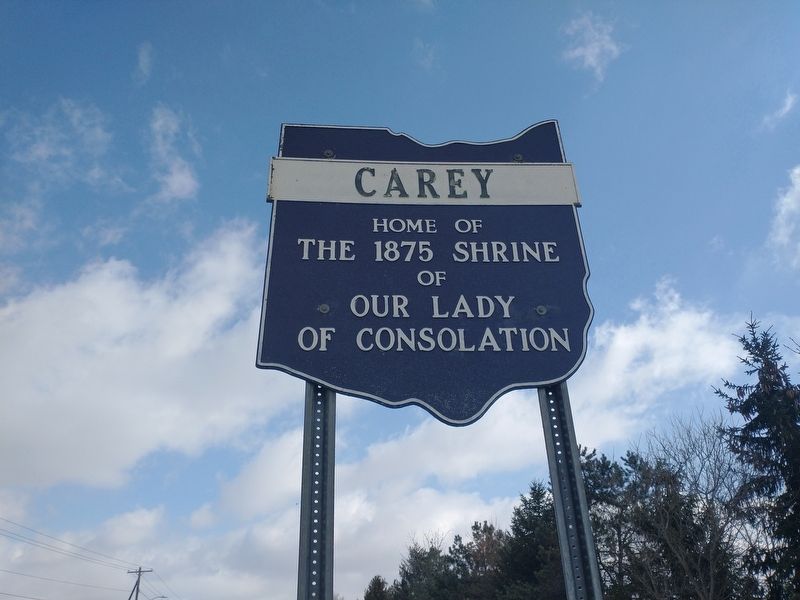 CAREY
HOME OF
THE 1875 SHRINE
OF
OUR LADY
OF CONSOLATION